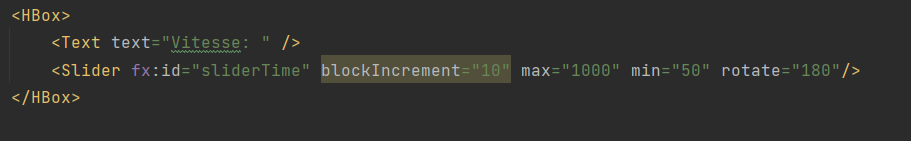 <HBox>
<Text text="Vitesse: " />
<Slider fx:id="sliderTime" blockIncrement="10" max="1000" min="50" rotate="180"/>
</HBox>